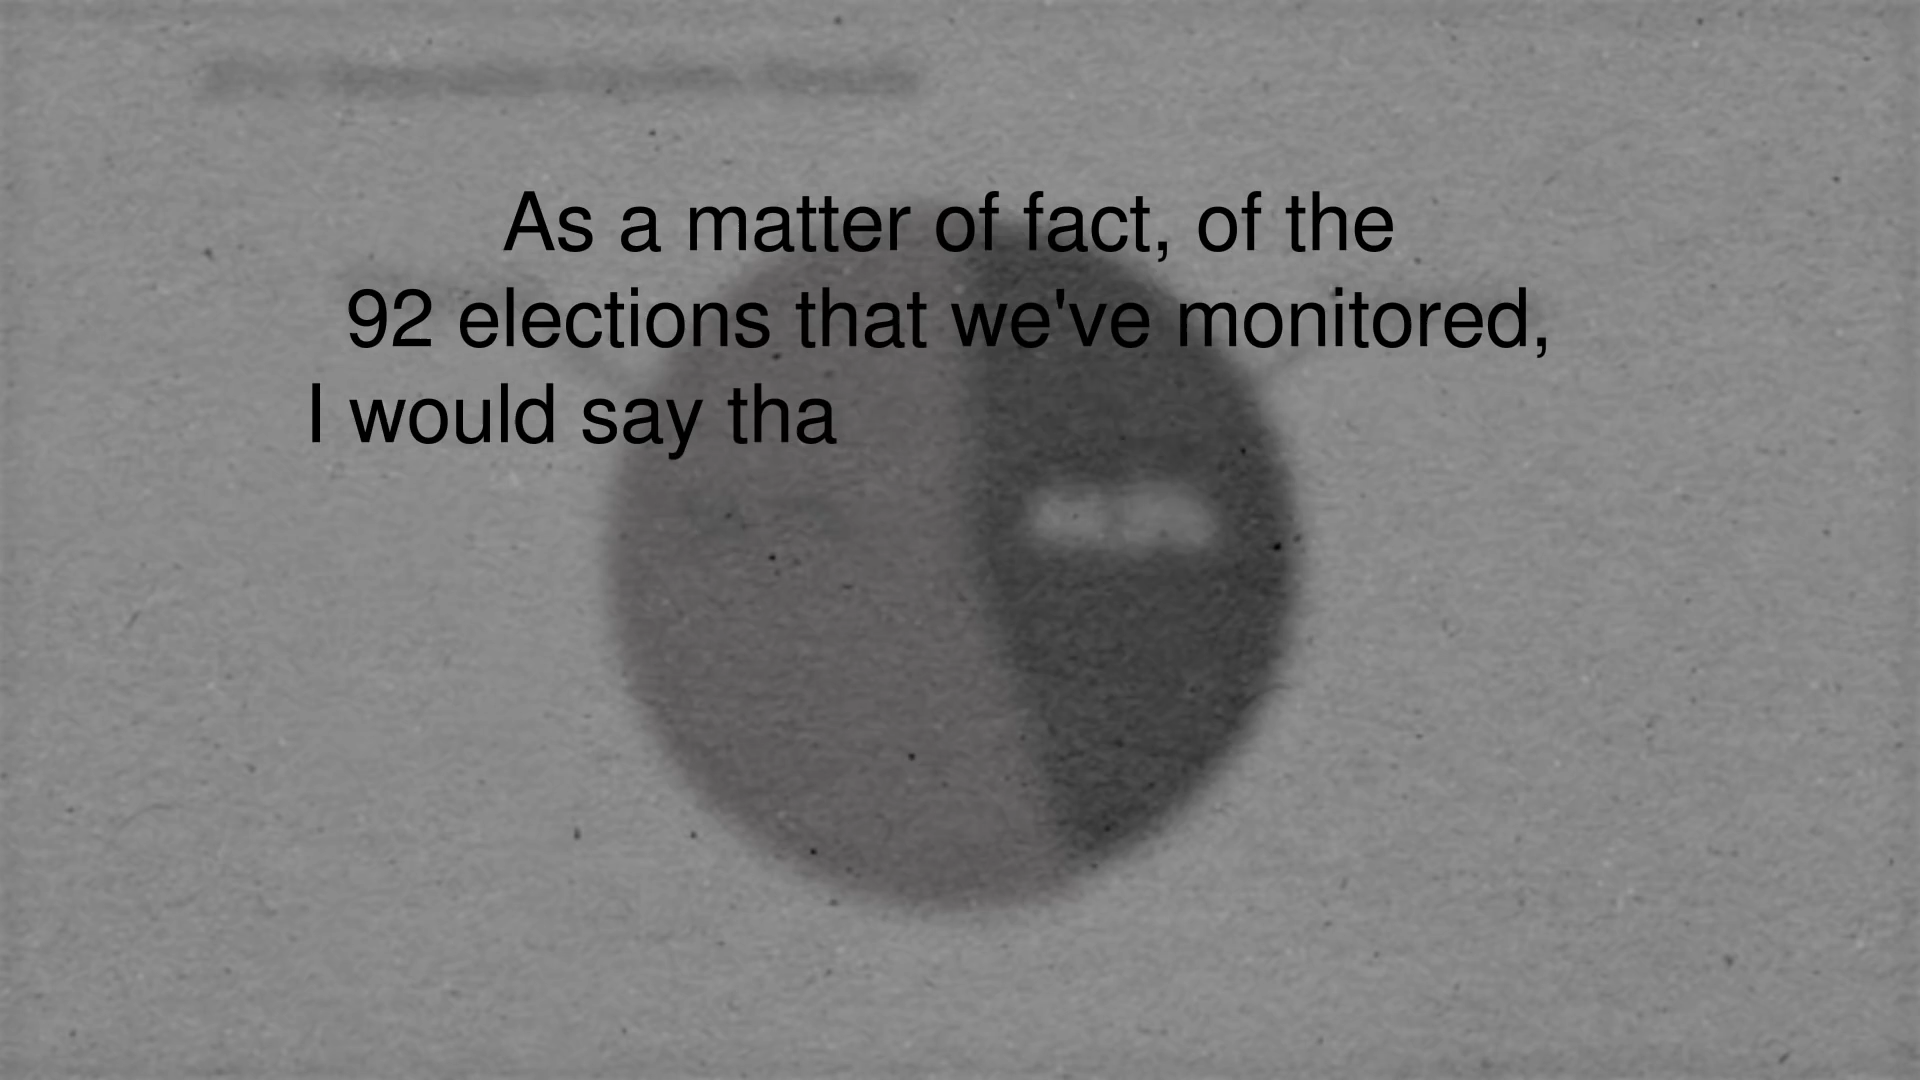 As a matter of fact, of the
92 elections that we've monitored,
I would say tha